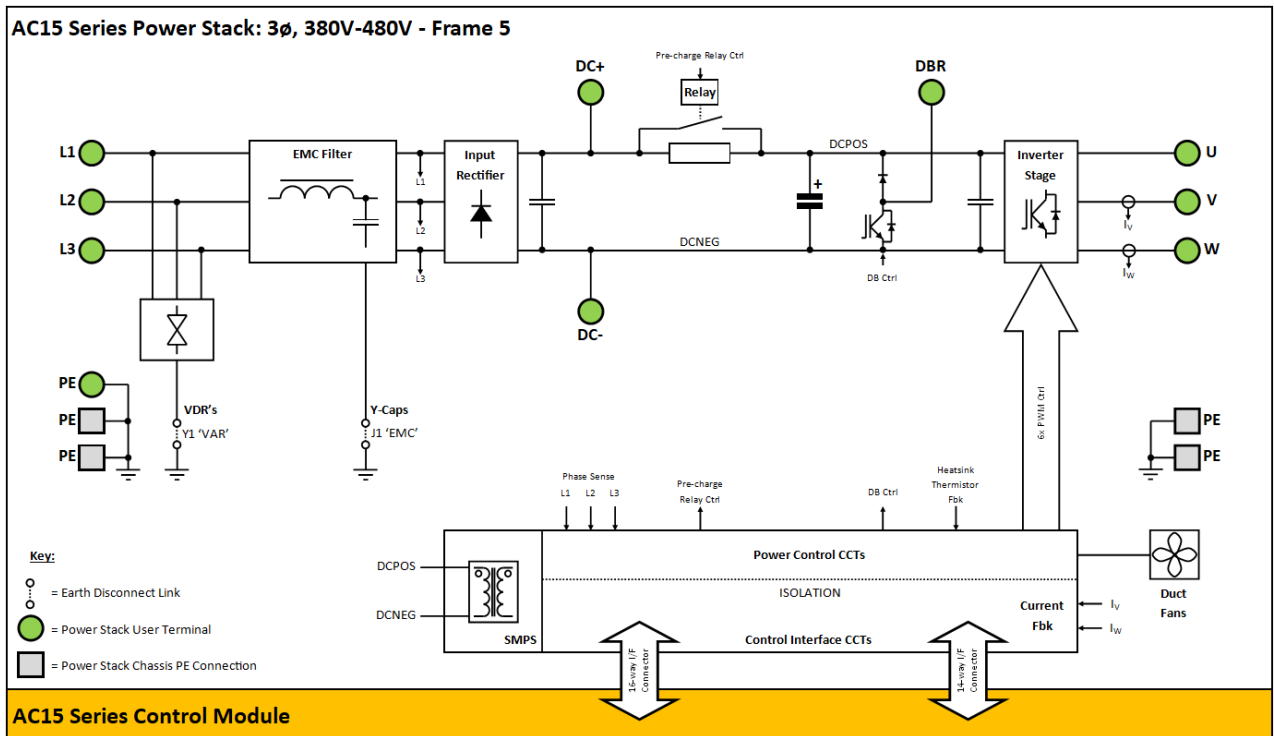 AC15 Series Power Stack: 3ø, 380V-480V - Frame 5
Pre-charge Relay Ctrl
DC+
DBR
Relay
L1
EMC Filter
Input
Rectifier
DCPOS
Inverter
Stage
U
L1
+
L2
V
L2
IV
L3
DCNEG
W
L3
DB Ctrl
IW
DC-
PE
PE
PE
VDR's
Y1 'VAR'
Y-Caps
J1 'EMC'
6x PWM Ctrl
PE
PE
Phase Sense
L1 L2 L3
Pre-charge
Relay Ctrl
DB Ctrl
Heatsink
Thermistor
Fbk
Key:
= Earth Disconnect Link
= Power Stack User Terminal
= Power Stack Chassis PE Connection
DCPOS
DCNEG
SMPS
Power Control CCTs
ISOLATION
Control Interface CCTs
Current
Fbk
IV
IW
Duct
Fans
16-way I/F
Connector
14-way I/F
Connector
AC15 Series Control Module